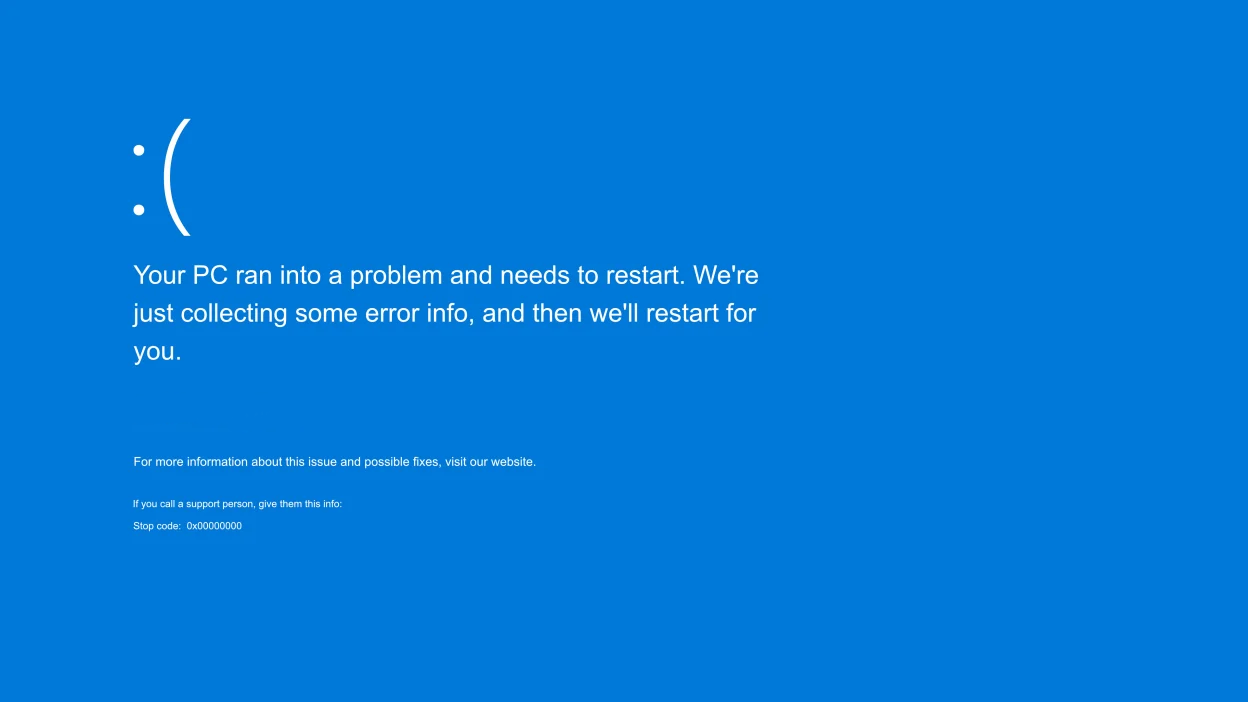 :(
Your PC ran into a problem and needs to restart. We're
just collecting some error info, and then we'll restart for
you.
For more information about this issue and possible fixes, visit our website.
If you call a support person, give them this info:
Stop code: 0x00000000